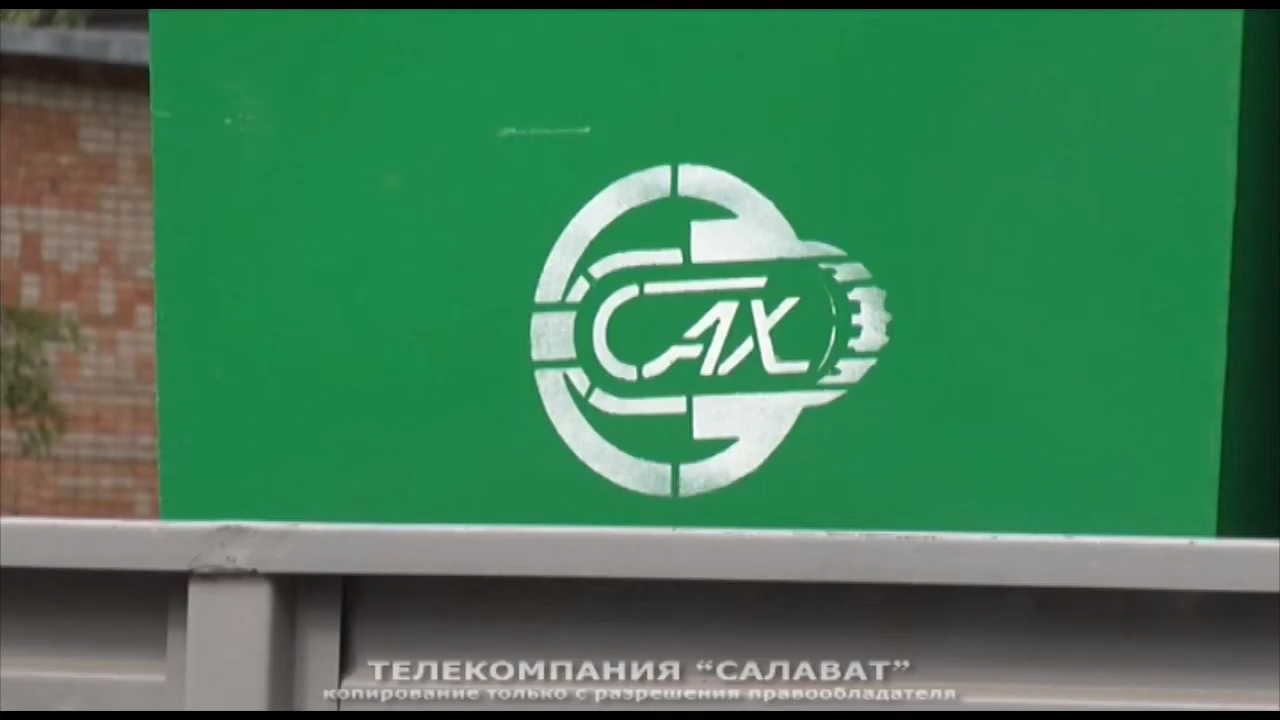 САХ
ТЕЛЕКОМПАНИЯ “САЛАВАТ”
копирование только с разрешения правообладателя